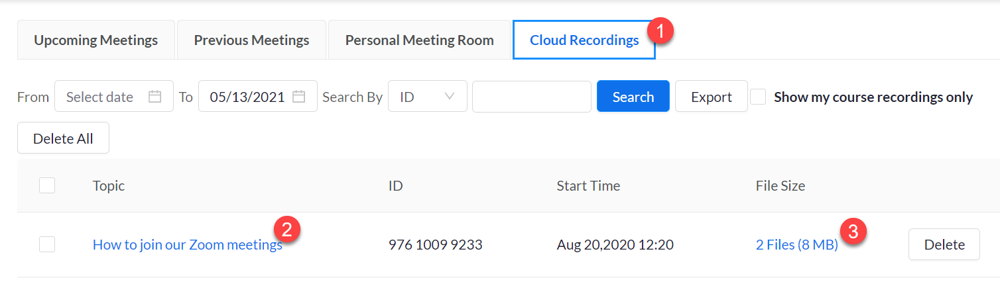 Upcoming Meetings Previous Meetings Personal Meeting Room Cloud Recordings 1
From Select date To 05/13/2021 Search By ID Search Export Show my course recordings only
Delete All
Topic ID Start Time File Size
How to join our Zoom meetings 2 976 1009 9233 Aug 20,2020 12:20 2 Files (8 MB) 3 Delete